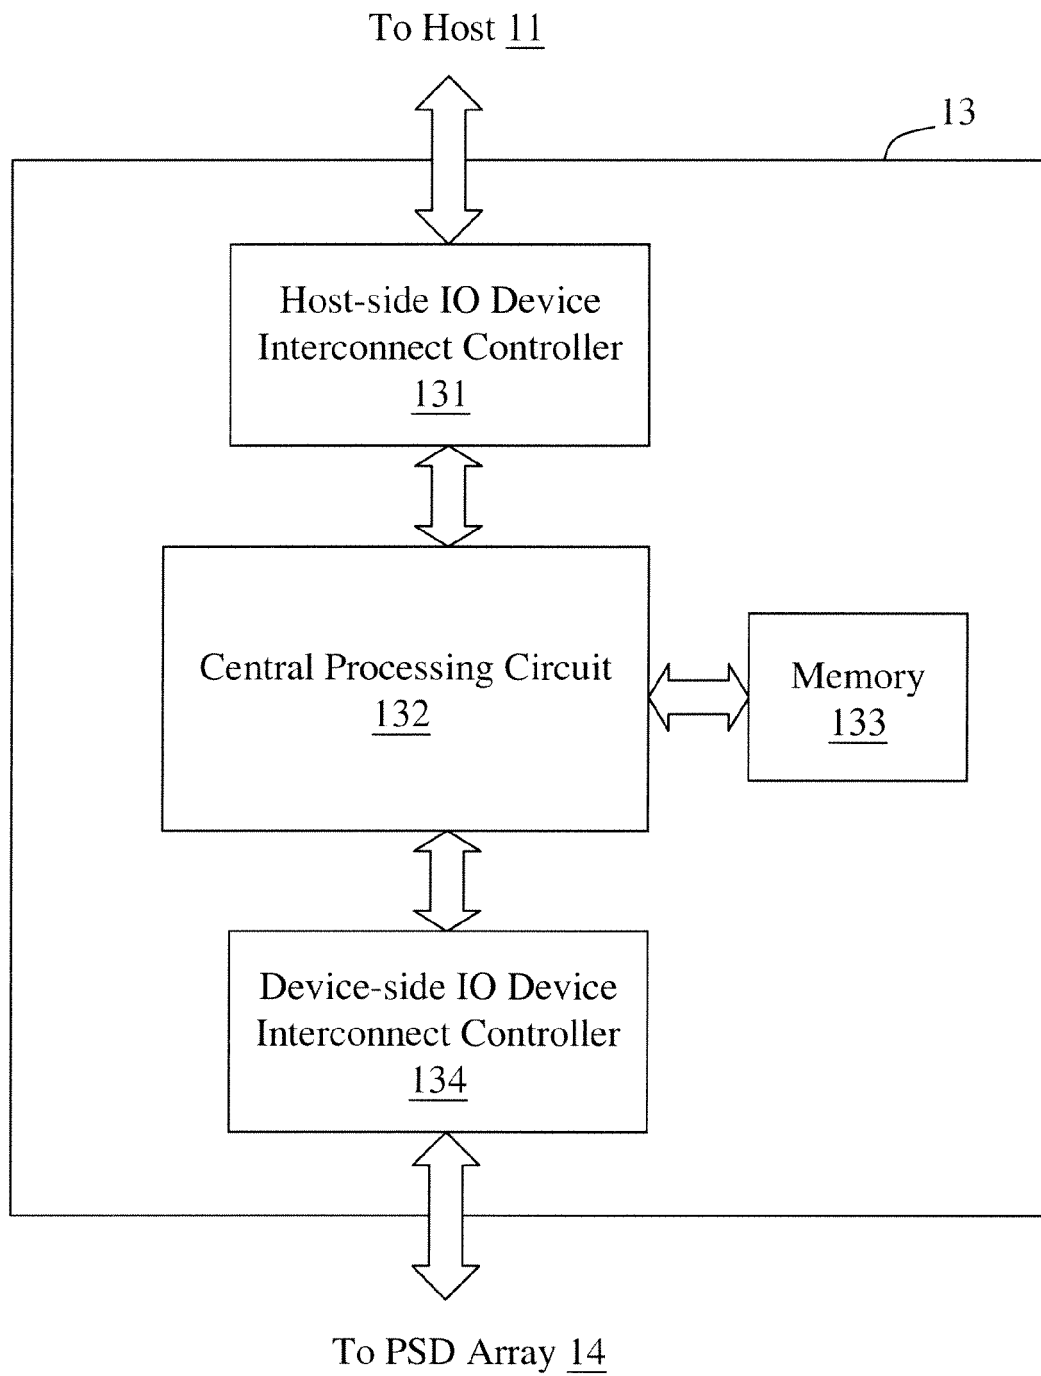 To Host 11
13
Host-side IO Device
Interconnect Controller
131
Central Processing Circuit
132
Memory
133
Device-side IO Device
Interconnect Controller
134
To PSD Array 14